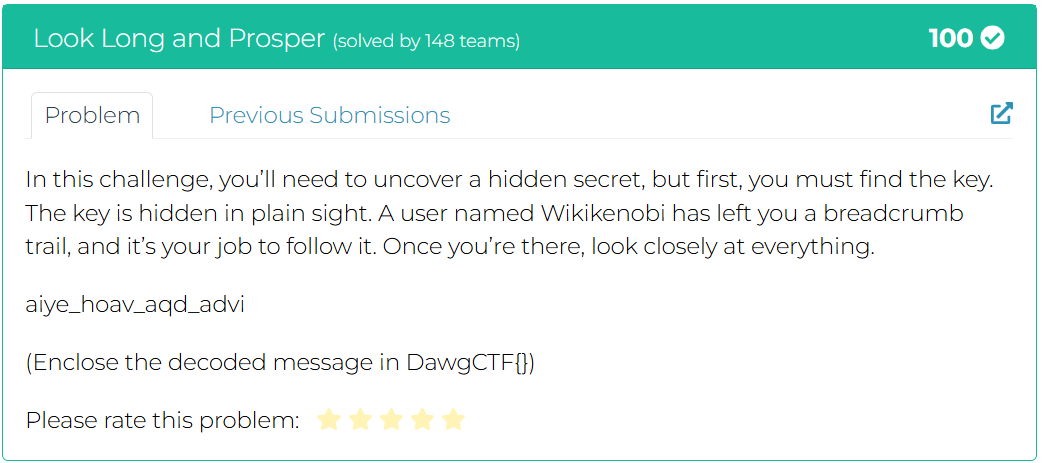 Look Long and Prosper (solved by 148 teams) 100
Problem Previous Submissions
In this challenge, you’ll need to uncover a hidden secret, but first, you must find the key.
The key is hidden in plain sight. A user named Wikikenobi has left you a breadcrumb
trail, and it’s your job to follow it. Once you’re there, look closely at everything.
aiye_hoav_aqd_advi
(Enclose the decoded message in DawgCTF{})
Please rate this problem: